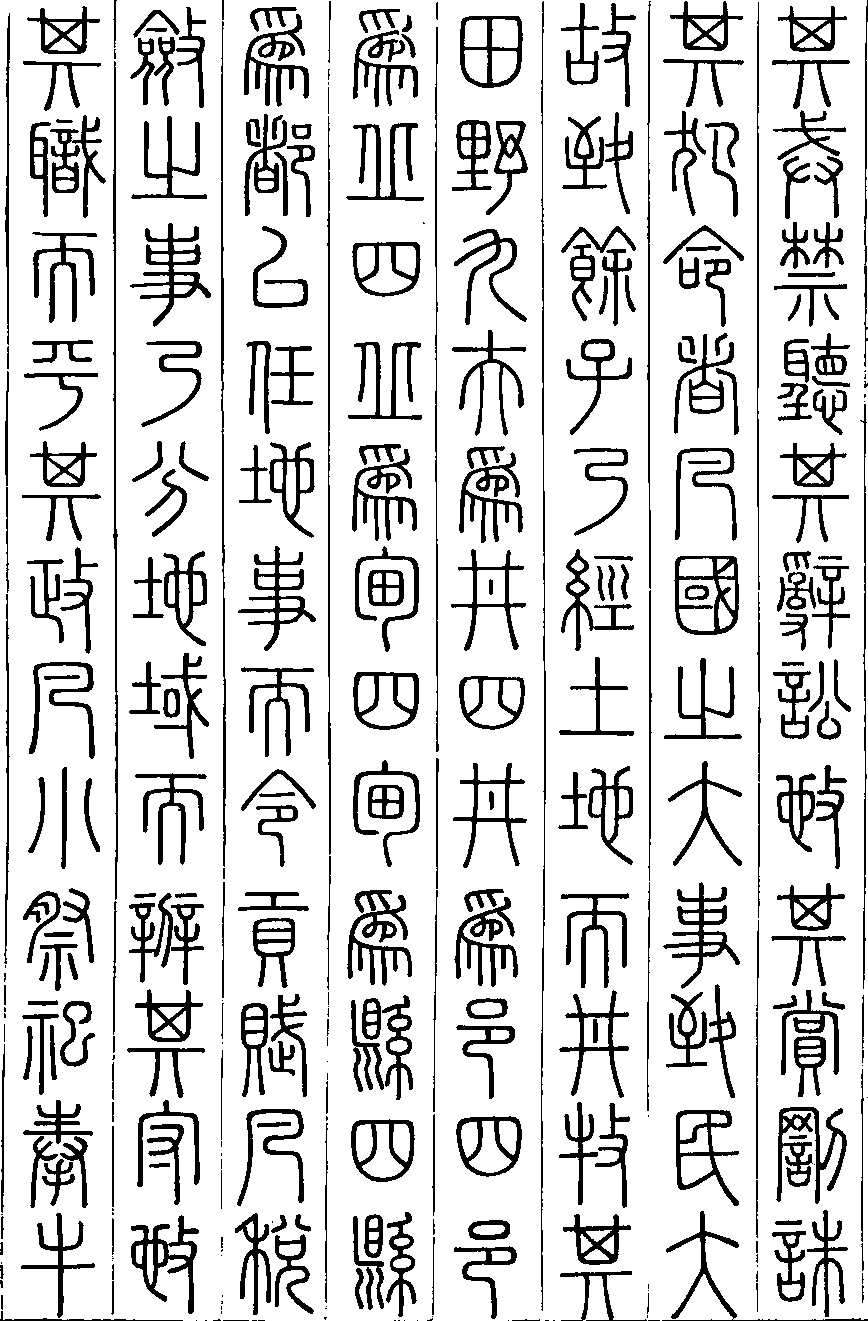 其戒禁聽其辭訟施其賞罰誅
其犯命者凡國之大事致民大
故致餘子乃經土地而井牧其
田野九夫為井四井為邑四邑
為丘四丘為甸四甸為縣四縣
為都以任地事而令貢賦凡稅
斂之事乃分地域而辨其守施
其職而平其政凡小祭祀奉牛